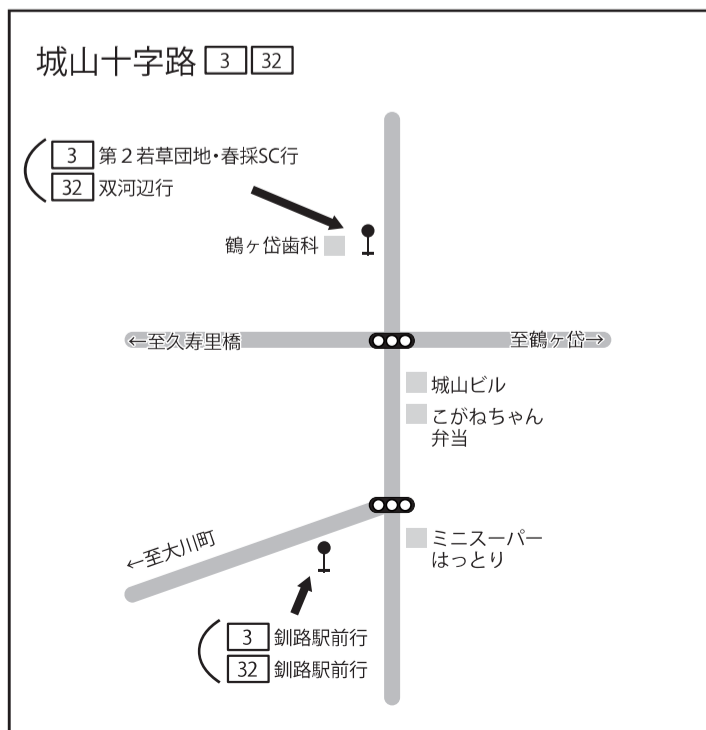 城山十字路 3 32
3 第2若草団地・春採SC行
32 双河辺行
鶴ヶ岱歯科
←至久寿里橋
至鶴ヶ岱→
城山ビル
こがねちゃん
弁当
←至大川町
ミニスーパー
はっとり
3 釧路駅前行
32 釧路駅前行